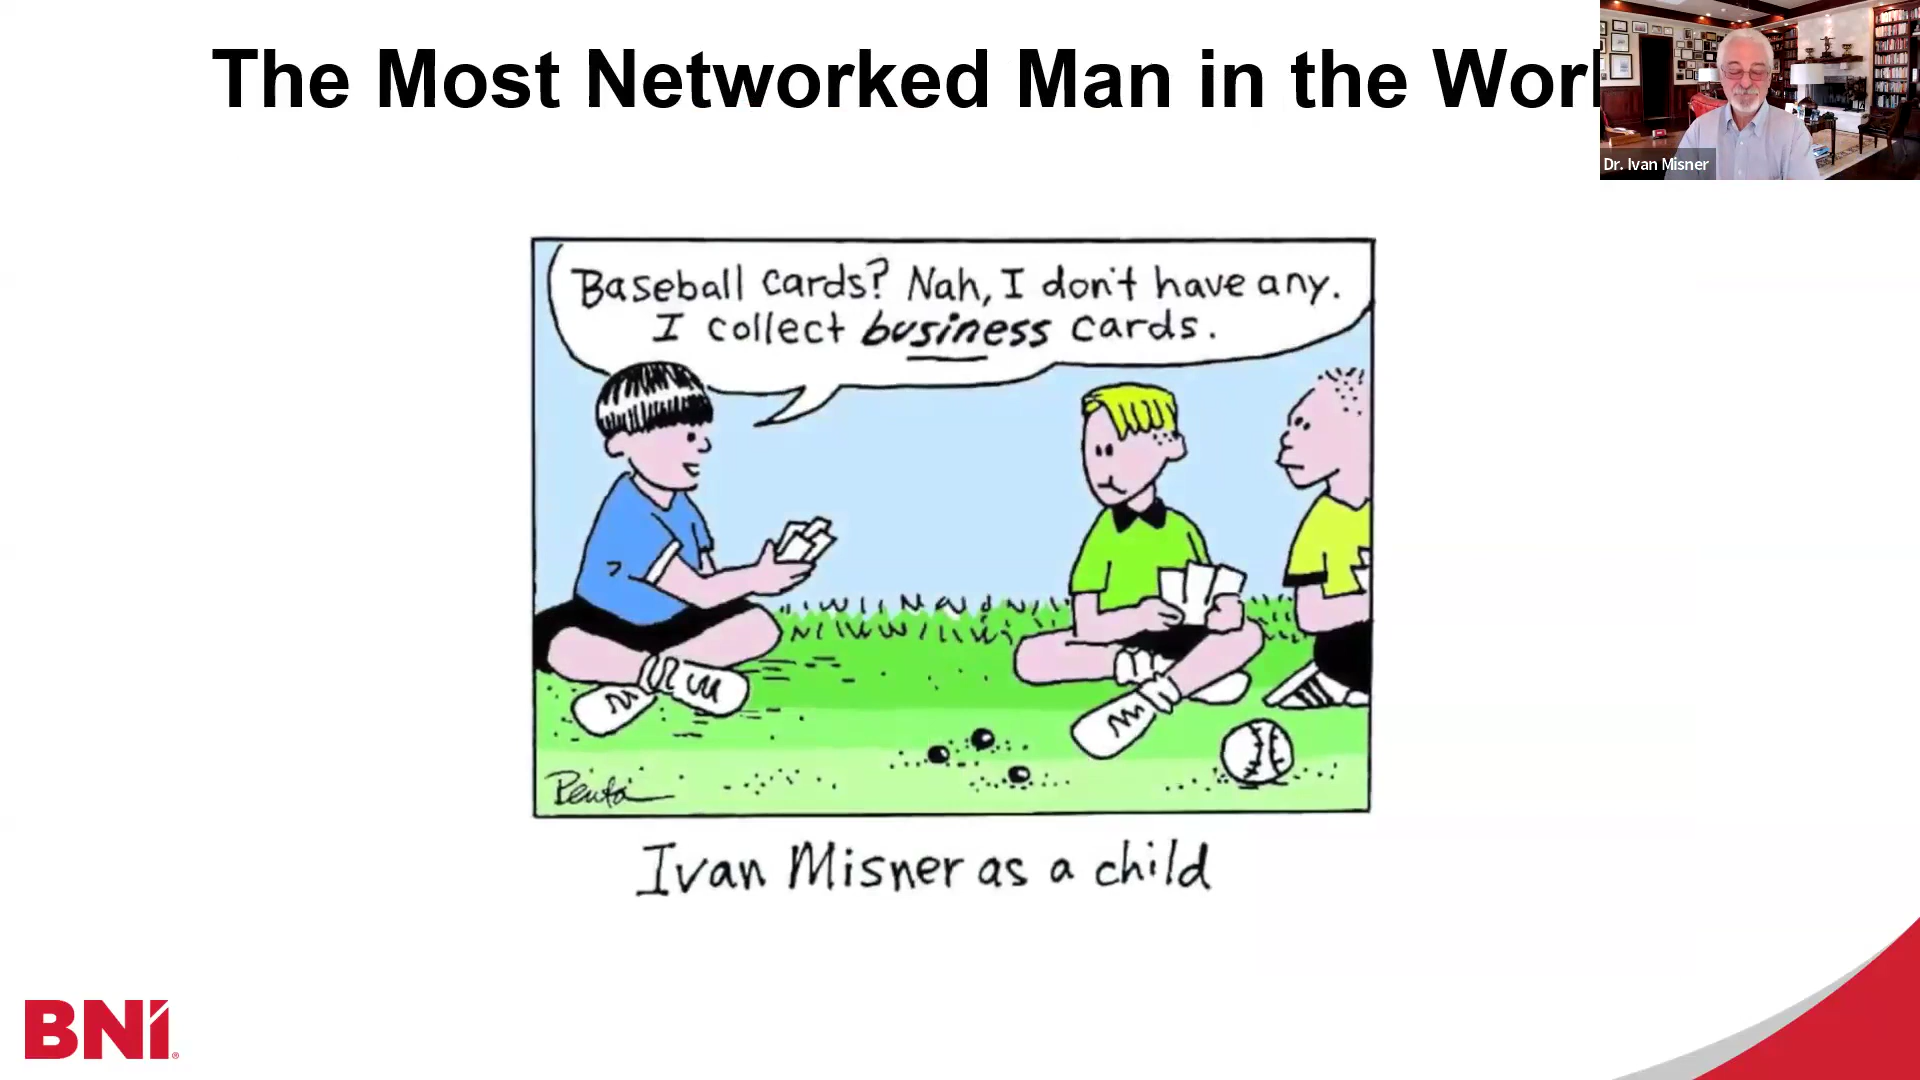 The Most Networked Man in the Worl
Dr. Ivan Misner
Baseball cards? Nah, I don't have any.
I collect business cards.
Penta
Ivan Misner as a child
BNI®